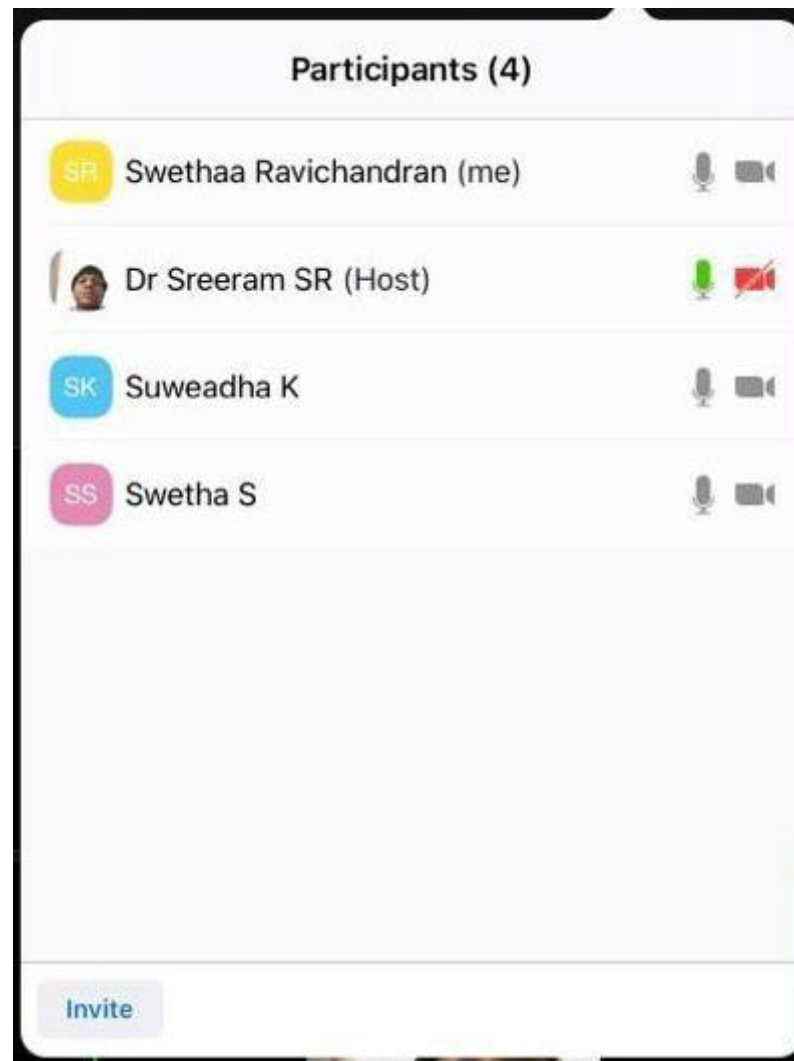 Participants (4)
SR Swethaa Ravichandran (me)
Dr Sreeram SR (Host)
SK Suweadha K
SS Swetha S
Invite